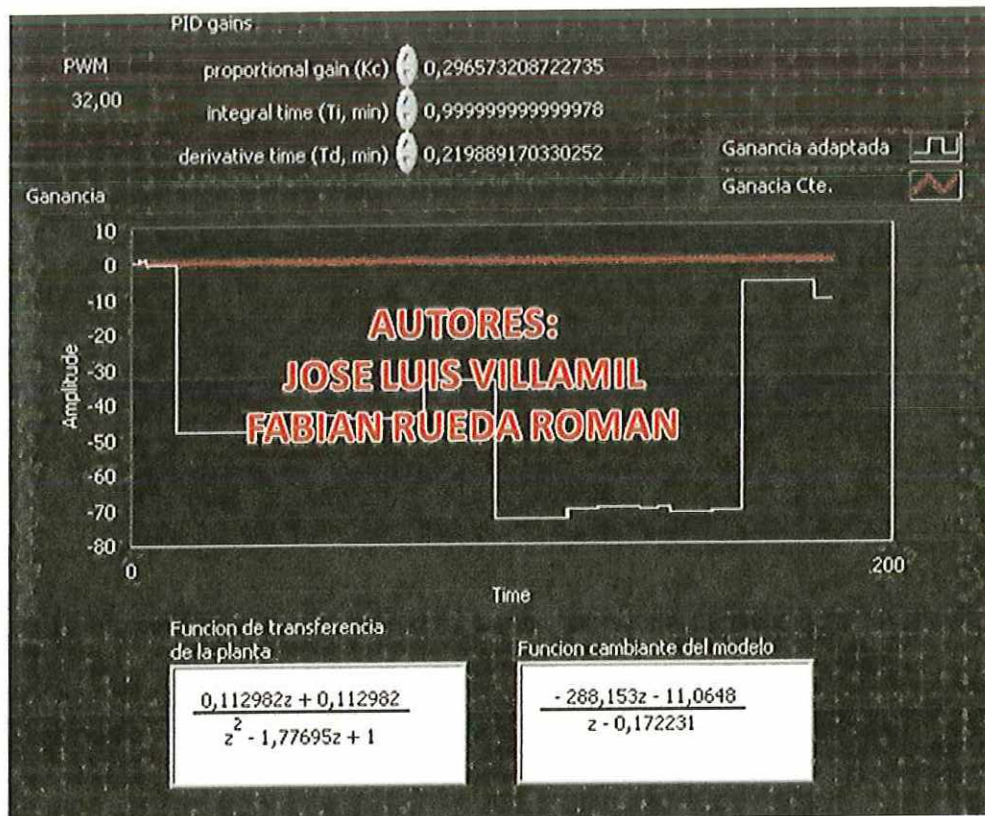 PID gains
PWM
32,00
proportional gain (Kc) 0,296573208722735
integral time (Ti, min) 0,999999999999978
derivative time (Td, min) 0,219889170330252
Ganancia adaptada
Ganacia Cte.
Ganancia
10
0
-10
-20
-30
-40
-50
-60
-70
-80
Amplitude
AUTORES:
JOSE LUIS VILLAMIL
FABIAN RUEDA ROMAN
0
200
Time
Funcion de transferencia
de la planta
0,112982z + 0,112982
z² - 1,77695z + 1
Funcion cambiante del modelo
- 288,153z - 11,0648
z - 0,172231